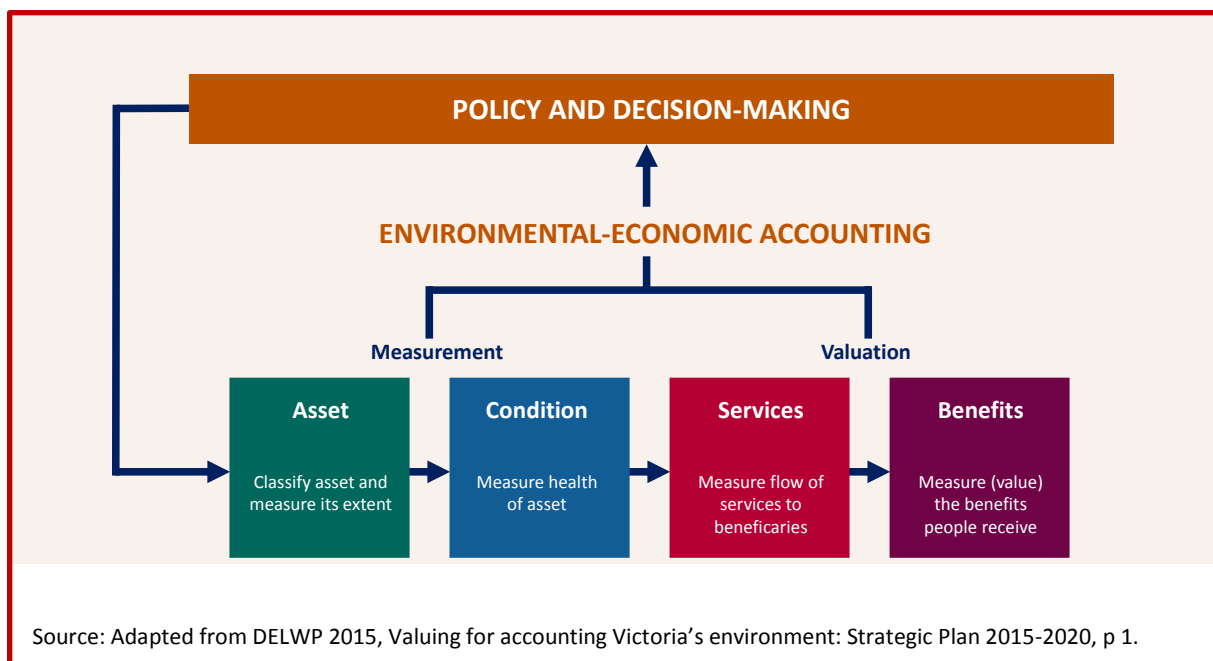 POLICY AND DECISION-MAKING
ENVIRONMENTAL-ECONOMIC ACCOUNTING
Measurement
Valuation
Asset
Classify asset and
measure its extent
Condition
Measure health
of asset
Services
Measure flow of
services to
beneficaries
Benefits
Measure (value)
the benefits
people receive
Source: Adapted from DELWP 2015, Valuing for accounting Victoria’s environment: Strategic Plan 2015-2020, p 1.